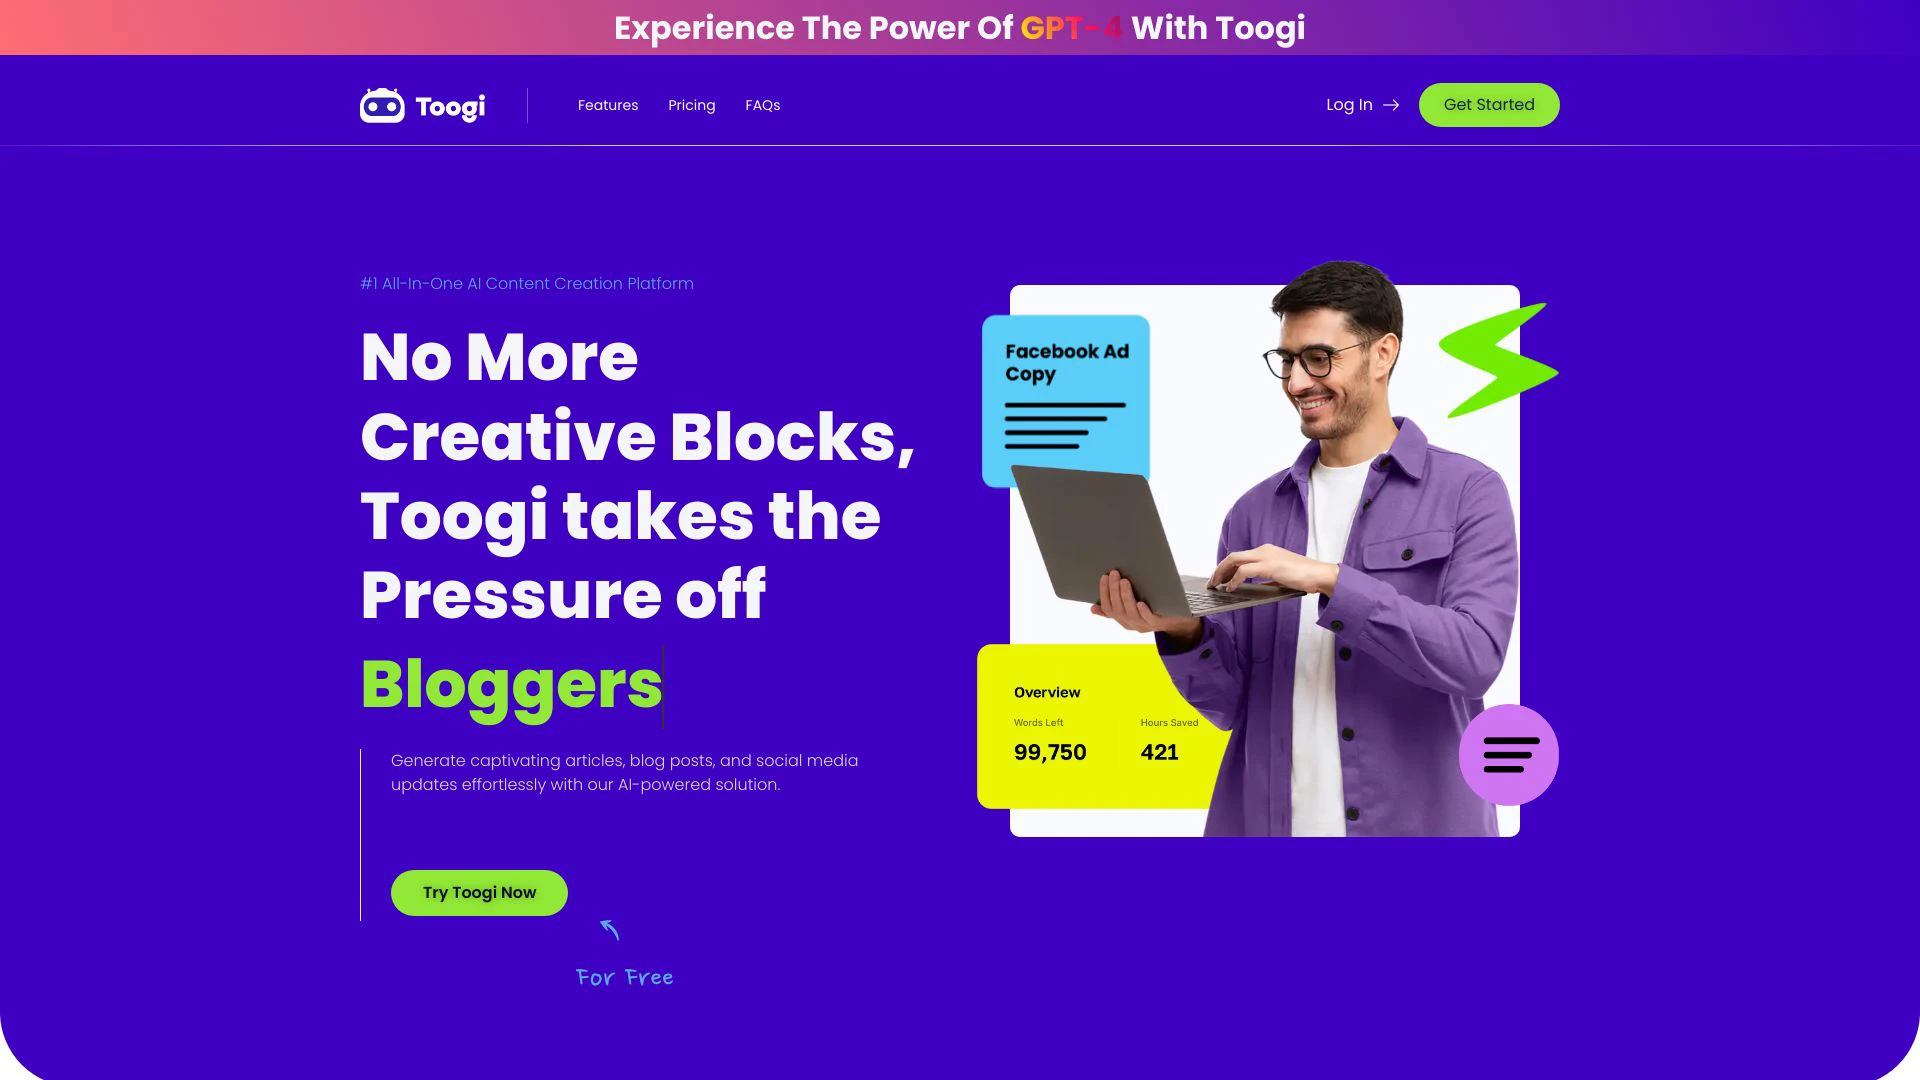 Experience The Power Of GPT-4 With Toogi
Toogi
Features
Pricing
FAQs
Log In
Get Started
#1 All-In-One AI Content Creation Platform
No More
Creative Blocks,
Toogi takes the
Pressure off
Bloggers
Generate captivating articles, blog posts, and social media
updates effortlessly with our AI-powered solution.
Try Toogi Now
For Free
Facebook Ad
Copy
Overview
Words Left
Hours Saved
99,750
421